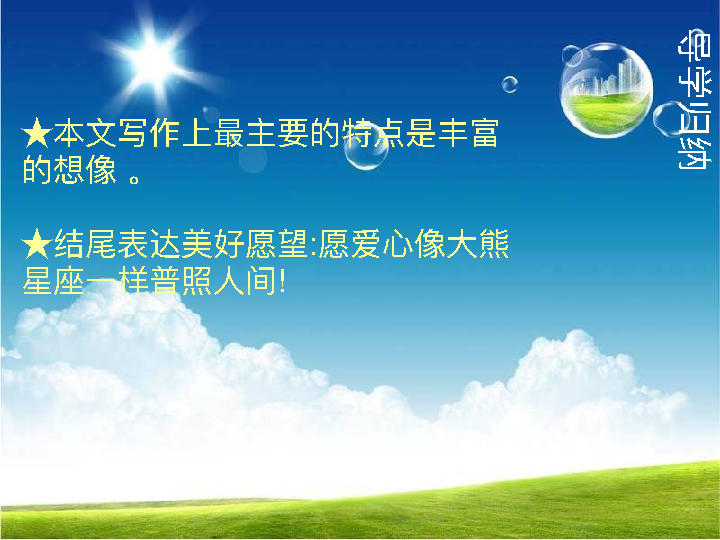 导学归纳
★本文写作上最主要的特点是丰富
的想像 。
★结尾表达美好愿望:愿爱心像大熊
星座一样普照人间!